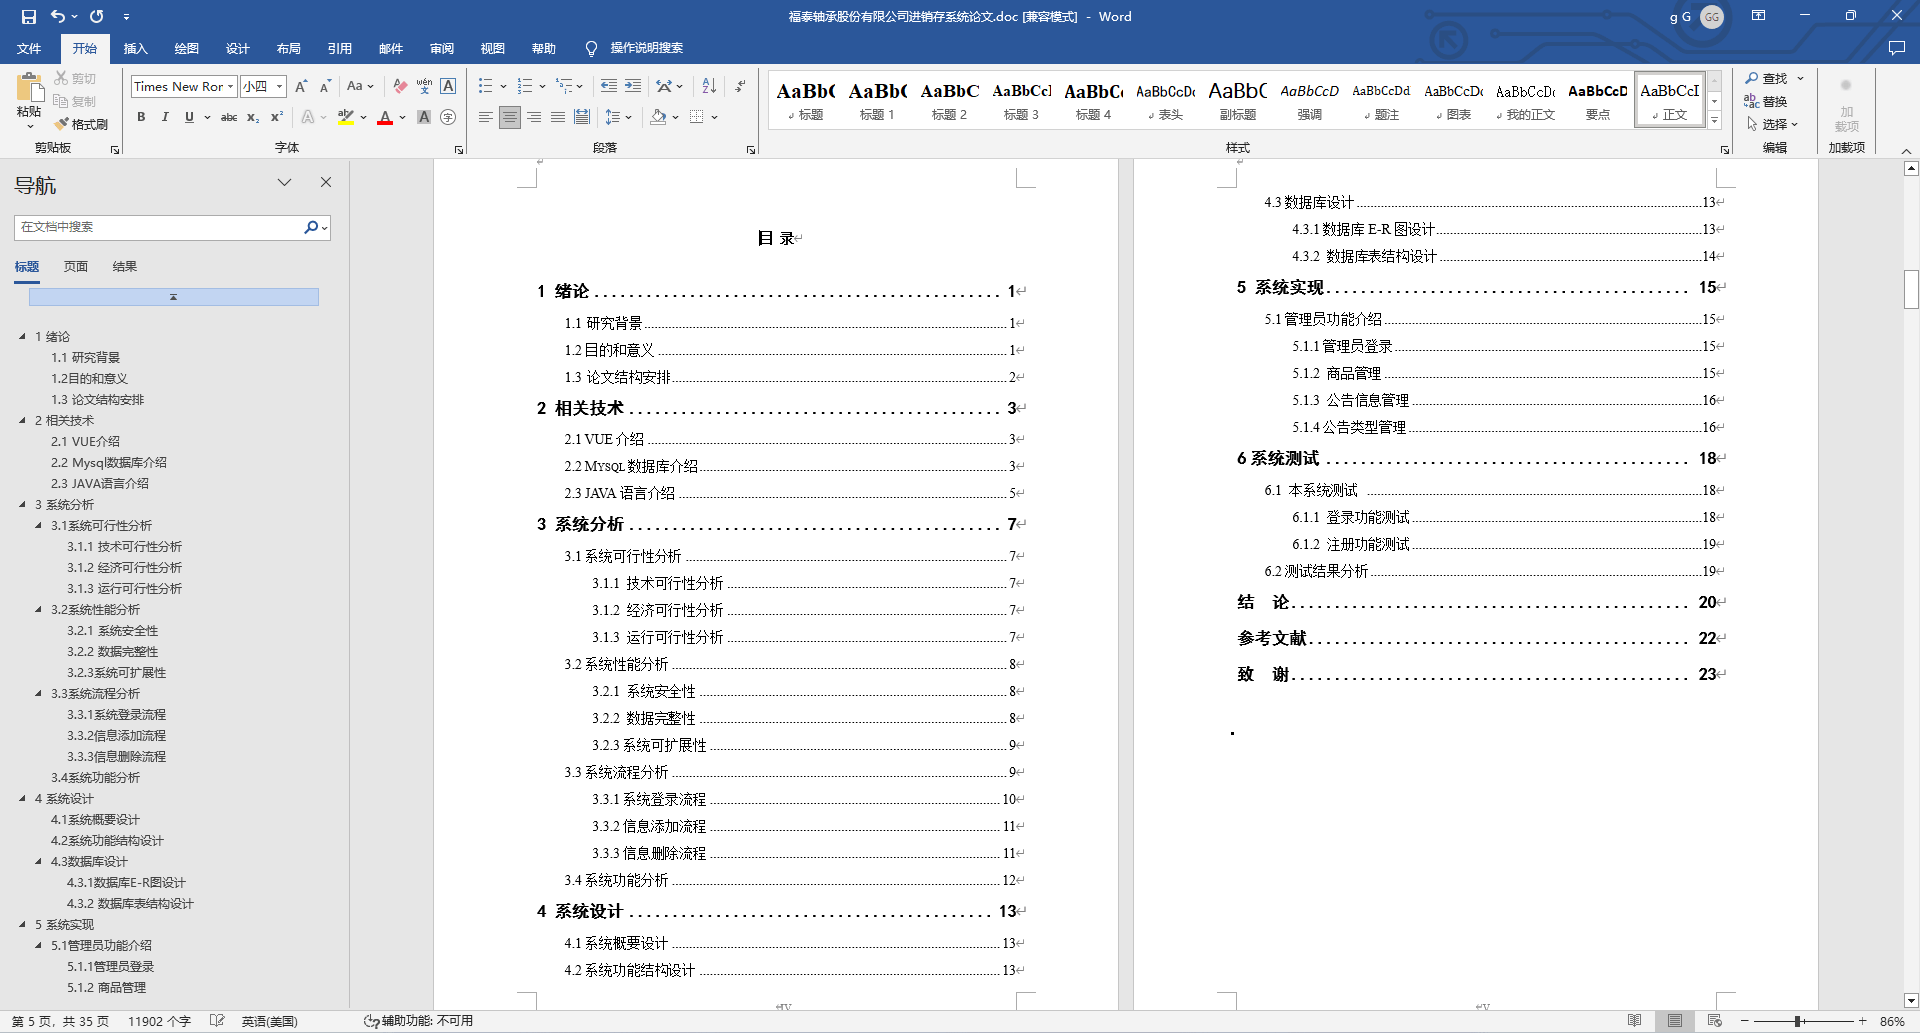 福泰轴承股份有限公司进销存系统论文.doc [兼容模式] - Word
g G
GG
文件 开始 插入 绘图 设计 布局 引用 邮件 审阅 视图 帮助 操作说明搜索
粘贴
剪切
复制
格式刷
剪贴板
Times New Ror
小四
字体
段落
AaBbC 标题
AaBbC 标题 1
AaBbC 标题 2
AaBbCcI 标题 3
AaBbCc 标题 4
AaBbCcDc 表头
AaBbC 副标题
AaBbCcD 强调
AaBbCcDd 题注
AaBbCcDc 图表
AaBbCcDc 我的正文
AaBbCcD 要点
AaBbCcI 正文
样式
查找
替换
选择
编辑
加
载项
加载项
导航
在文档中搜索
标题 页面 结果
1 绪论
1.1 研究背景
1.2目的和意义
1.3 论文结构安排
2 相关技术
2.1 VUE介绍
2.2 Mysql数据库介绍
2.3 JAVA语言介绍
3 系统分析
3.1系统可行性分析
3.1.1 技术可行性分析
3.1.2 经济可行性分析
3.1.3 运行可行性分析
3.2系统性能分析
3.2.1 系统安全性
3.2.2 数据完整性
3.2.3系统可扩展性
3.3系统流程分析
3.3.1系统登录流程
3.3.2信息添加流程
3.3.3信息删除流程
3.4系统功能分析
4 系统设计
4.1系统概要设计
4.2系统功能结构设计
4.3数据库设计
4.3.1数据库E-R图设计
4.3.2 数据库表结构设计
5 系统实现
5.1管理员功能介绍
5.1.1管理员登录
5.1.2 商品管理
目 录
1 绪论 1
1.1 研究背景 1
1.2目的和意义 1
1.3 论文结构安排 2
2 相关技术 3
2.1 VUE 介绍 3
2.2 MYSQL 数据库介绍 3
2.3 JAVA 语言介绍 5
3 系统分析 7
3.1 系统可行性分析 7
3.1.1 技术可行性分析 7
3.1.2 经济可行性分析 7
3.1.3 运行可行性分析 7
3.2 系统性能分析 8
3.2.1 系统安全性 8
3.2.2 数据完整性 8
3.2.3 系统可扩展性 9
3.3 系统流程分析 9
3.3.1 系统登录流程 10
3.3.2 信息添加流程 11
3.3.3 信息删除流程 11
3.4 系统功能分析 12
4 系统设计 13
4.1 系统概要设计 13
4.2 系统功能结构设计 13
IV
4.3 数据库设计 13
4.3.1 数据库 E-R 图设计 13
4.3.2 数据库表结构设计 14
5 系统实现 15
5.1 管理员功能介绍 15
5.1.1 管理员登录 15
5.1.2 商品管理 15
5.1.3 公告信息管理 16
5.1.4 公告类型管理 16
6 系统测试 18
6.1 本系统测试 18
6.1.1 登录功能测试 18
6.1.2 注册功能测试 19
6.2 测试结果分析 19
结 论 20
参考文献 22
致 谢 23
V
第 5 页，共 35 页 11902 个字 英语(美国) 辅助功能: 不可用 86%